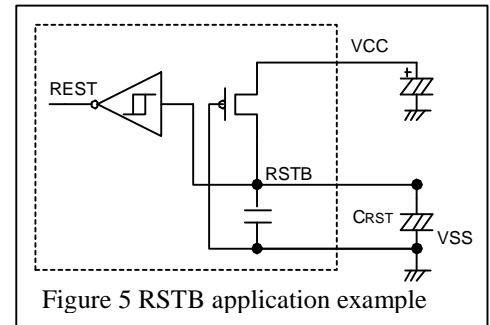 VCC
REST
RSTB
CRST
VSS
Figure 5 RSTB application example